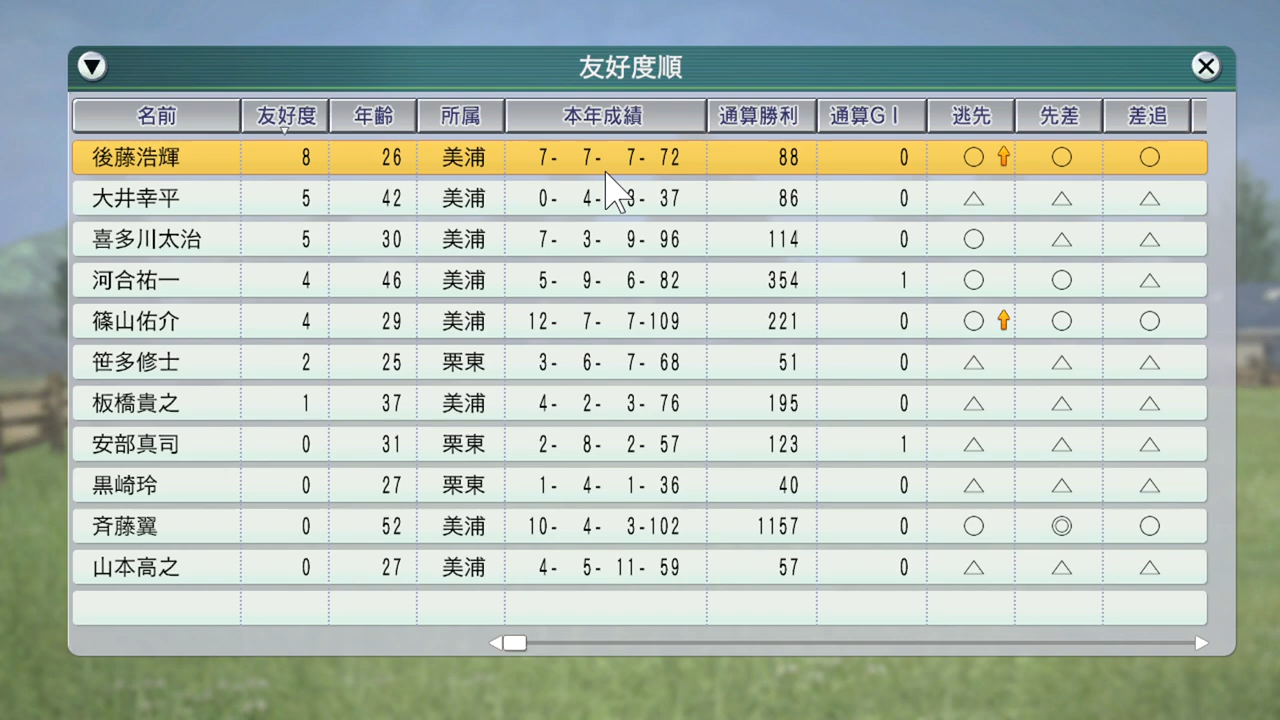 友好度順
名前 友好度 年齢 所属 本年成績 通算勝利 通算GⅠ 逃先 先差 差追
後藤浩輝 8 26 美浦 7- 7- 7- 72 88 0 ○ ○ ○
大井幸平 5 42 美浦 0- 4- 3- 37 86 0 △ △ △
喜多川太治 5 30 美浦 7- 3- 9- 96 114 0 ○ △ △
河合祐一 4 46 美浦 5- 9- 6- 82 354 1 ○ ○ △
篠山佑介 4 29 美浦 12- 7- 7-109 221 0 ○ ○ ○
笹多修士 2 25 栗東 3- 6- 7- 68 51 0 △ △ △
板橋貴之 1 37 美浦 4- 2- 3- 76 195 0 △ △ △
安部真司 0 31 栗東 2- 8- 2- 57 123 1 △ △ △
黒崎玲 0 27 栗東 1- 4- 1- 36 40 0 △ △ △
斉藤翼 0 52 美浦 10- 4- 3-102 1157 0 ○ ◎ ○
山本高之 0 27 美浦 4- 5- 11- 59 57 0 △ △ △